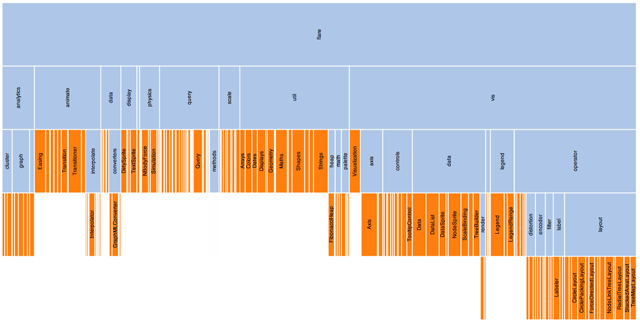 flare
analytics
animate
data
display
physics
query
scale
util
vis
cluster
graph
Easing
Transition
Transitioner
interpolate
converters
DirtySprite
TextSprite
NBodyForce
Simulation
Query
methods
Arrays
Colors
Dates
Displays
Geometry
Maths
Shapes
Strings
heap
math
palette
Visualization
axis
controls
data
legend
operator
Interpolator
GraphMLConverter
FibonacciHeap
Axis
TooltipControl
Data
DataList
DataSprite
NodeSprite
ScaleBinding
TreeBuilder
render
Legend
LegendRange
distortion
encoder
filter
label
layout
Labeler
CircleLayout
CirclePackingLayout
ForceDirectedLayout
NodeLinkTreeLayout
RadialTreeLayout
StackedAreaLayout
TreeMapLayout